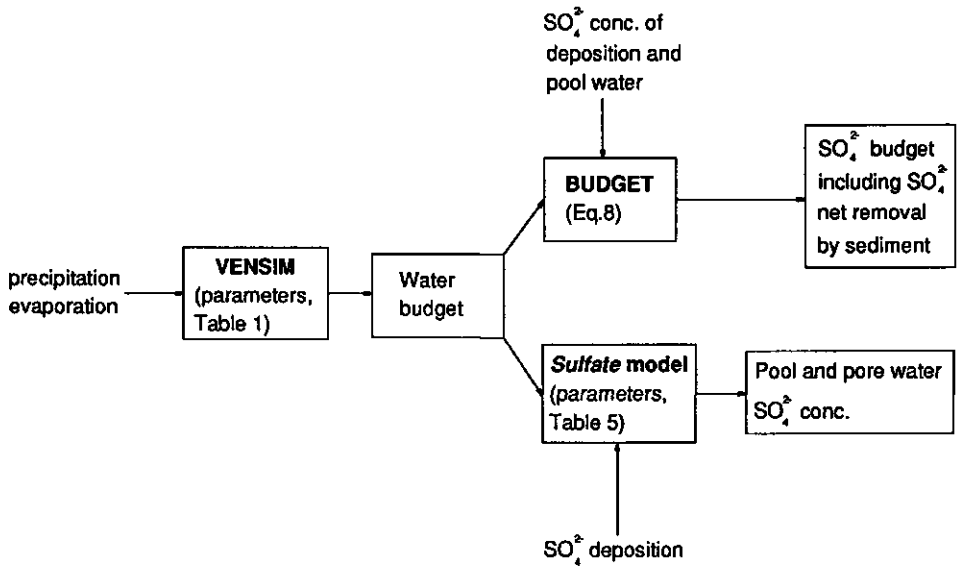 SO₄²⁻ conc. of
deposition and
pool water
BUDGET
(Eq.8)
SO₄²⁻ budget
including SO₄²⁻
net removal
by sediment
precipitation
evaporation
VENSIM
(parameters,
Table 1)
Water
budget
Sulfate model
(parameters,
Table 5)
Pool and pore water
SO₄²⁻ conc.
SO₄²⁻ deposition